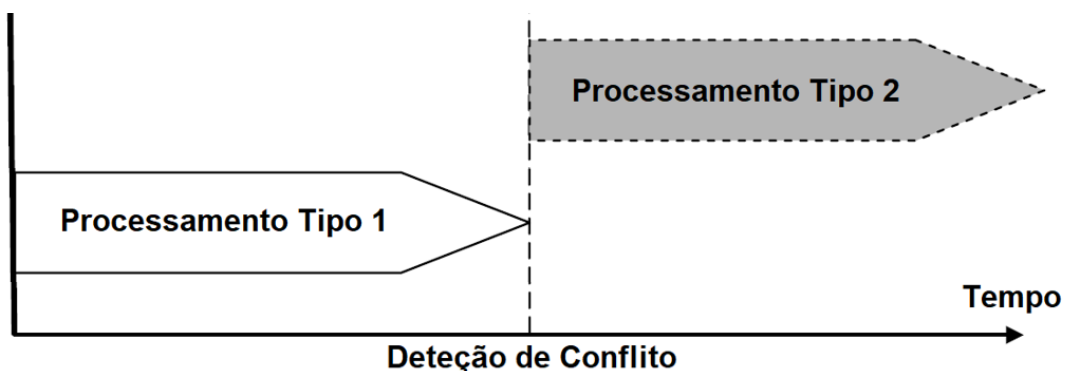 Processamento Tipo 2
Processamento Tipo 1
Tempo
Deteção de Conflito